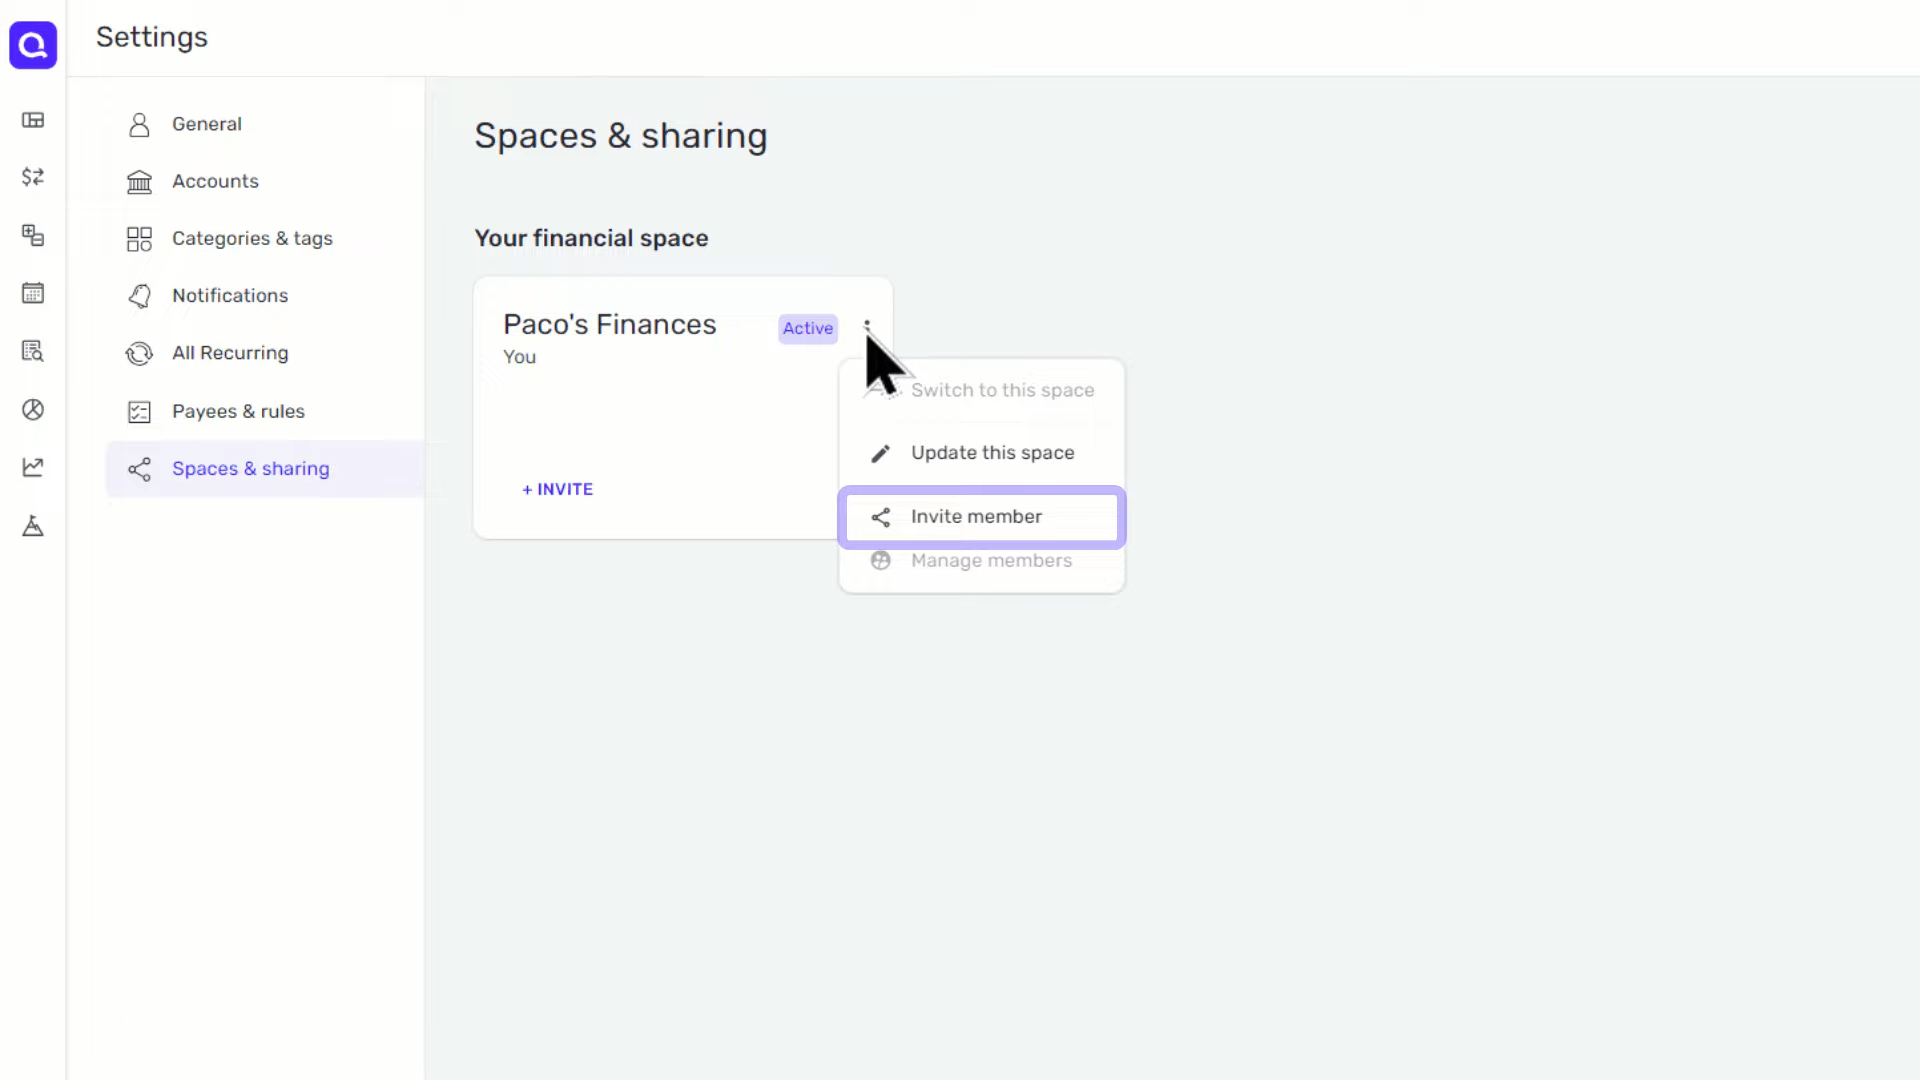 Settings
General
Accounts
Categories & tags
Notifications
All Recurring
Payees & rules
Spaces & sharing
Spaces & sharing
Your financial space
Paco's Finances
Active
You
+ INVITE
Switch to this space
Update this space
Invite member
Manage members